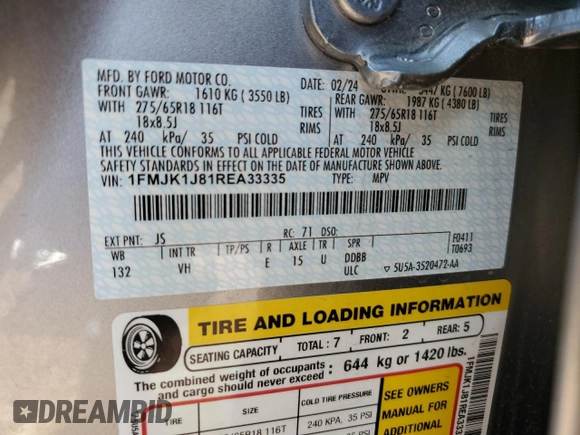 MFD. BY FORD MOTOR CO.
FRONT GAWR: 1610 KG ( 3550 LB)
WITH 275/65R18 116T TIRES
18x8.5J RIMS
AT 240 kPa/ 35 PSI COLD
02/24
3447 KG ( 7600 LB)
REAR GAWR: 1987 KG ( 4380 LB)
WITH 275/65R18 116T TIRES
18x8.5J RIMS
AT 240 kPa/ 35 PSI COLD
THIS VEHICLE CONFORMS TO ALL APPLICABLE FEDERAL MOTOR VEHICLE
SAFETY STANDARDS IN EFFECT ON THE DATE OF MANUFACTURE SHOWN ABOVE.
VIN: 1FMJK1J81REA33335 TYPE: MPV
EXT PNT: JS RC: 71 DSO:
WB INT TR TP/PS R AXLE TR SPR
132 VH E 15 U DDBB
ULC
F0411
T0693
▽ 5U5A-3520472-AA
TIRE AND LOADING INFORMATION
SEATING CAPACITY TOTAL: 7 FRONT: 2 REAR: 5
The combined weight of occupants
and cargo should never exceed: 644 kg or 1420 lbs.
TIRE SIZE COLD TIRE PRESSURE
/65R18 116T 240 KPA, 35 PSI
SEE OWNERS
MANUAL FOR
ADDITIONAL
1FMJK1J81REA3333
DREAMBID